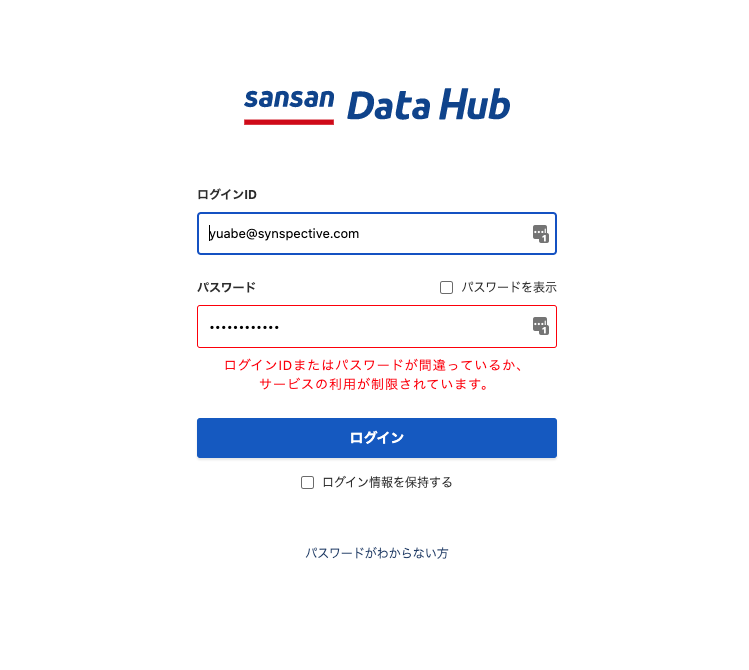 sansan Data Hub
ログインID
yuabe@synspective.com
パスワード
パスワードを表示
••••••••••••
ログインIDまたはパスワードが間違っているか、
サービスの利用が制限されています。
ログイン
ログイン情報を保持する
パスワードがわからない方